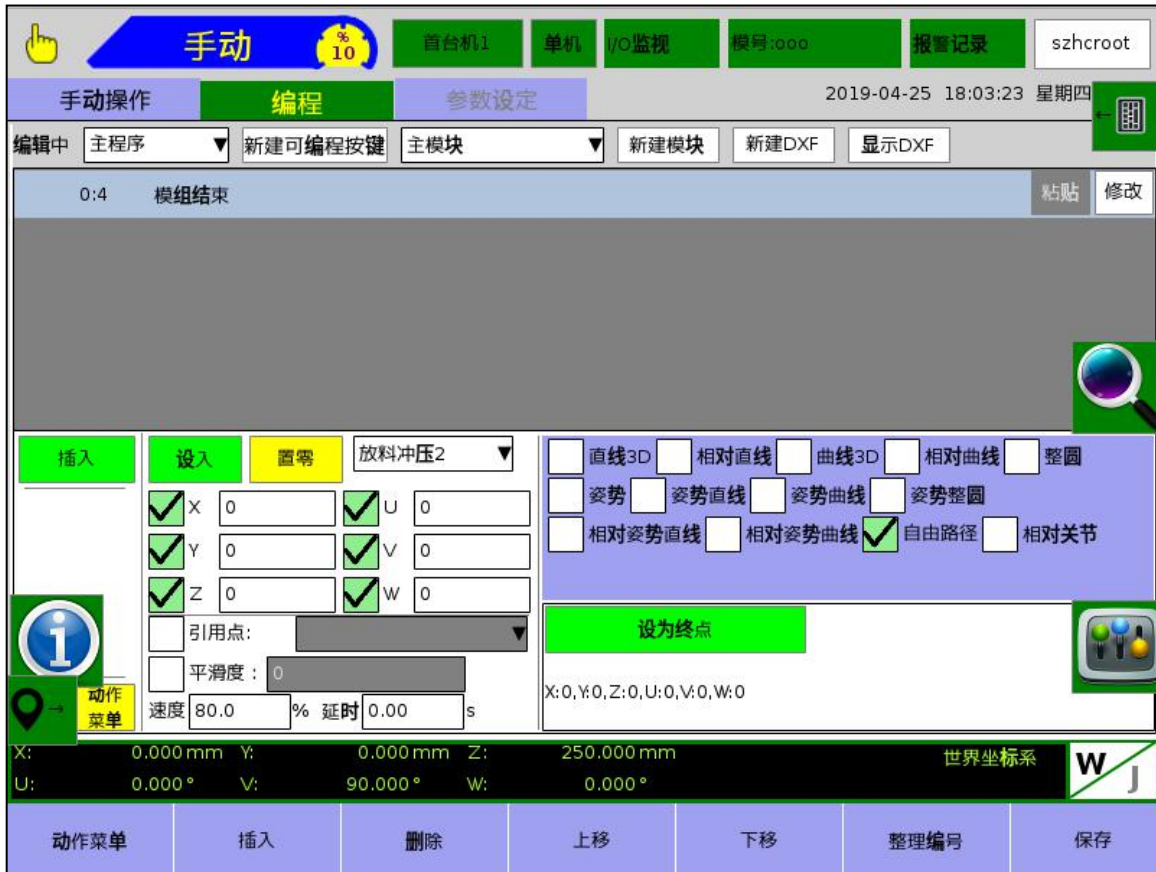 手动 % 10 首台机1 单机 I/O监视 模号:ooo 报警记录 szhcroot
手动操作 编程 参数设定 2019-04-25 18:03:23 星期四
编辑中 主程序 新建可编程按键 主模块 新建模块 新建DXF 显示DXF
0:4 模组结束 粘贴 修改
插入 设入 置零 放料冲压2 直线3D 相对直线 曲线3D 相对曲线 整圆
X 0 U 0 姿势 姿势直线 姿势曲线 姿势整圆
Y 0 V 0 相对姿势直线 相对姿势曲线 自由路径 相对关节
Z 0 W 0
引用点: 设为终点
平滑度: 0
动作菜单 速度 80.0 % 延时 0.00 s X:0,Y:0,Z:0,U:0,V:0,W:0
X: 0.000 mm Y: 0.000 mm Z: 250.000 mm 世界坐标系 W J
U: 0.000 ° V: 90.000 ° W: 0.000 °
动作菜单 插入 删除 上移 下移 整理编号 保存